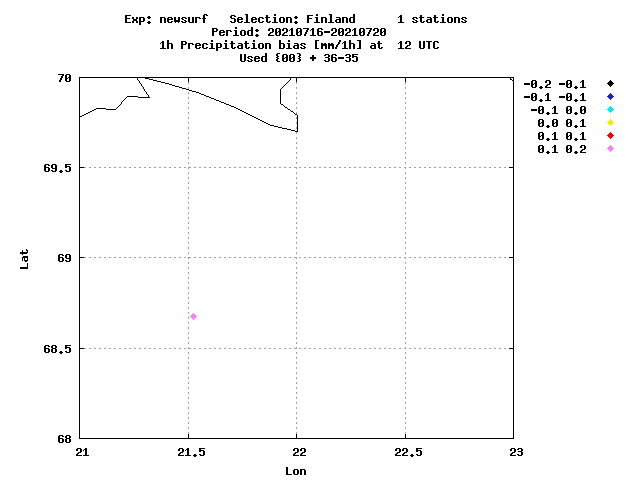 Exp: newsurf   Selection: Finland      1 stations
Period: 20210716-20210720
1h Precipitation bias [mm/1h] at  12 UTC
Used {00} + 36-35
-0.2 -0.1
-0.1 -0.1
-0.1 0.0
0.0 0.1
0.1 0.1
0.1 0.2
70
69.5
69
68.5
68
Lat
21
21.5
22
22.5
23
Lon